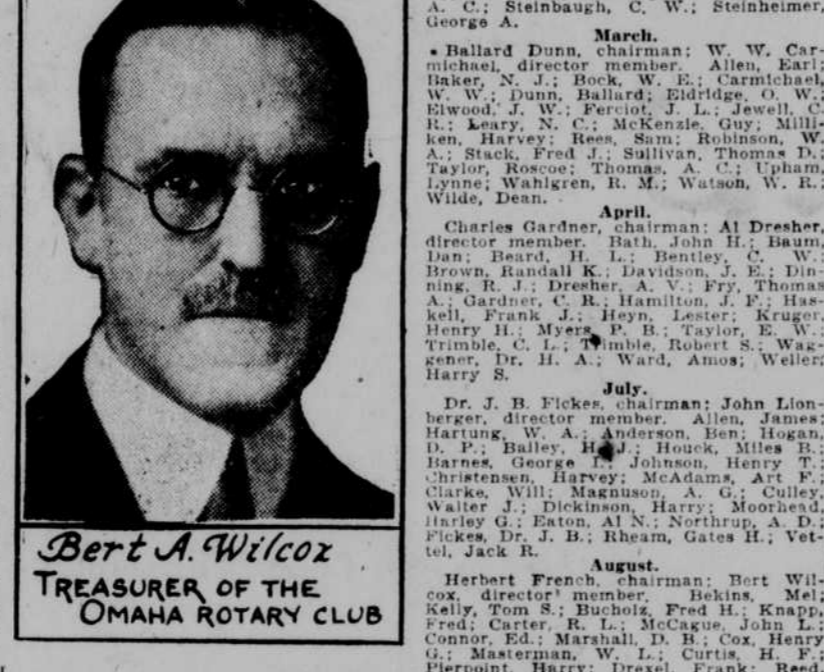 Bert A. Wilcox
TREASURER OF THE
OMAHA ROTARY CLUB
A. C.; Steinbaugh, C. W.; Steinheimer,
George A.
March.
Ballard Dunn, chairman; W. W. Car-
michael, director member. Allen, Earl;
Baker, N. J.; Bock, W. E.; Carmichael,
W. W.; Dunn, Ballard; Eldridge, O. W.;
Elwood, J. W.; Ferciot, J. L.; Jewell, C.
R.; Leary, N. C.; McKenzie, Guy; Milli-
ken, Harvey; Rees, Sam; Robinson, W.
A.; Stack, Fred J.; Sullivan, Thomas D.;
Taylor, Roscoe; Thomas, A. C.; Upham,
Lynne; Wahlgren, R. M.; Watson, W. R.;
Wilde, Dean.
April.
Charles Gardner, chairman; Al Dresher,
director member. Bath, John H.; Baum,
Dan; Beard, H. L.; Bentley, C. W.;
Brown, Randall K.; Davidson, J. E.; Din-
ning, R. J.; Dresher, A. V.; Fry, Thomas
A.; Gardner, C. R.; Hamilton, J. F.; Has-
kell, Frank J.; Heyn, Lester; Kruger,
Henry H.; Myers, P. B.; Taylor, E. W.;
Trimble, C. L.; Trimble, Robert S.; Wag-
gener, Dr. H. A.; Ward, Amos; Weller,
Harry S.
July.
Dr. J. B. Fickes, chairman; John Lion-
berger, director member. Allen, James;
Hartung, W. A.; Anderson, Ben; Hogan,
D. P.; Bailey, H. J.; Houck, Miles B.;
Barnes, George I.; Johnson, Henry T.;
Christensen, Harvey; McAdams, Art F.;
Clarke, Will; Magnuson, A. G.; Culley,
Walter J.; Dickinson, Harry; Moorhead,
Harley G.; Eaton, Al N.; Northrup, A. D.;
Fickes, Dr. J. B.; Rheam, Gates H.; Vet-
tel, Jack R.
August.
Herbert French, chairman; Bert Wil-
cox, director member. Bekins, Mel;
Kelly, Tom S.; Bucholz, Fred H.; Knapp,
Fred; Carter, R. L.; McCague, John L.;
Connor, Ed.; Marshall, D. B.; Cox, Henry
G.; Masterman, W. L.; Curtis, H. F.;
Pierpoint, Harry; Drexel, Frank; Reed,